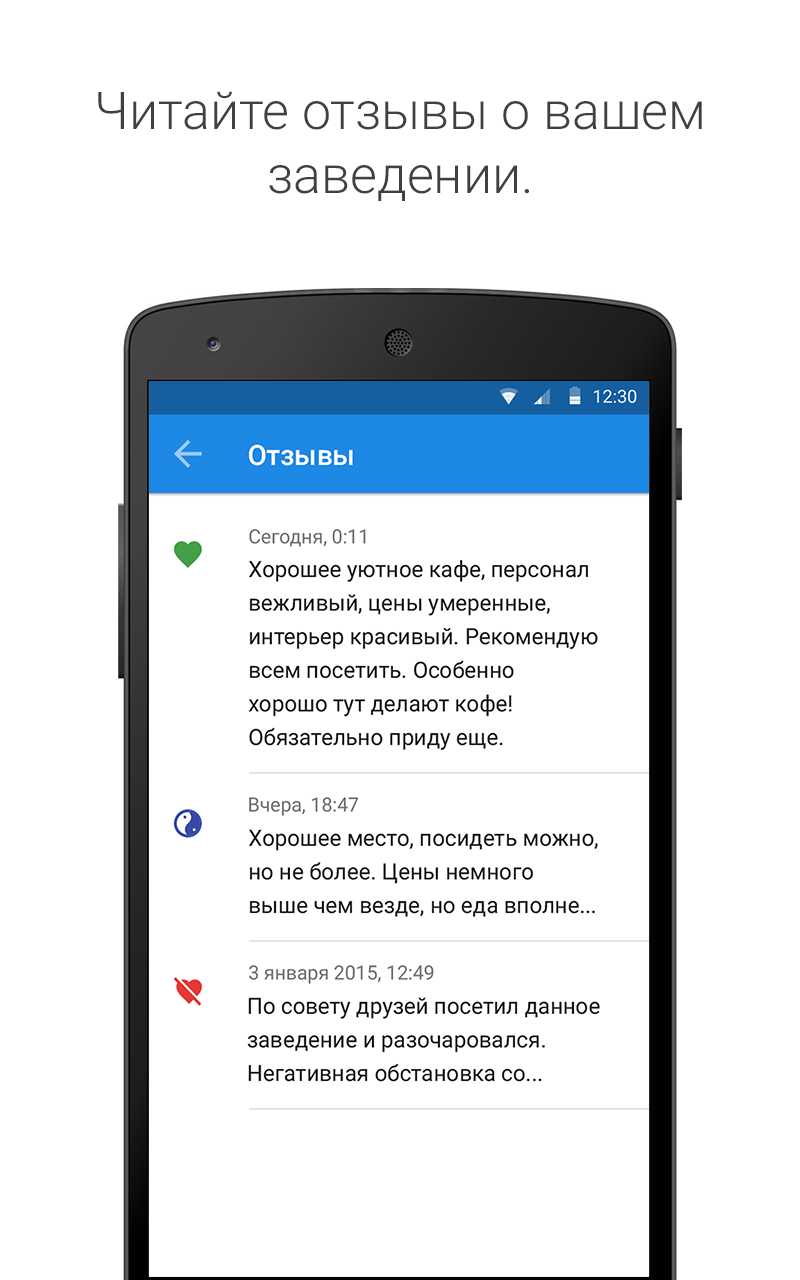 Читайте отзывы о вашем
заведении.
12:30
Отзывы
Сегодня, 0:11
Хорошее уютное кафе, персонал
вежливый, цены умеренные,
интерьер красивый. Рекомендую
всем посетить. Особенно
хорошо тут делают кофе!
Обязательно приду еще.
Вчера, 18:47
Хорошее место, посидеть можно,
но не более. Цены немного
выше чем везде, но еда вполне...
3 января 2015, 12:49
По совету друзей посетил данное
заведение и разочаровался.
Негативная обстановка со...